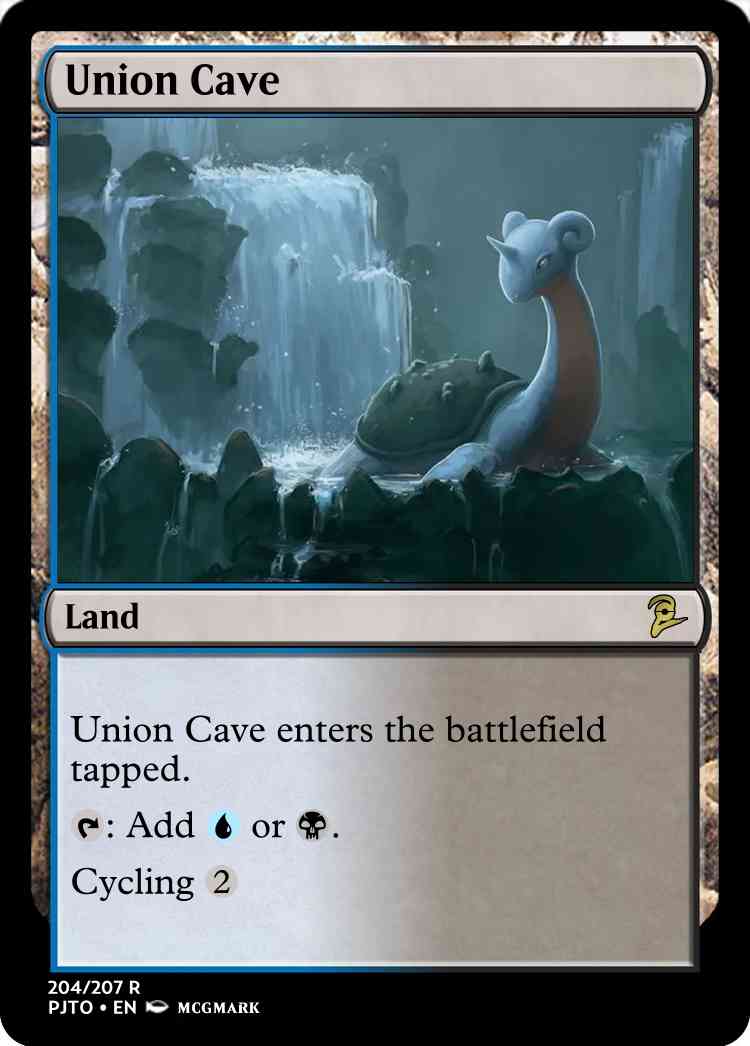 Union Cave
Land
Union Cave enters the battlefield
tapped.
: Add or .
Cycling 2
204/207 R
PJTO • EN MCGMARK